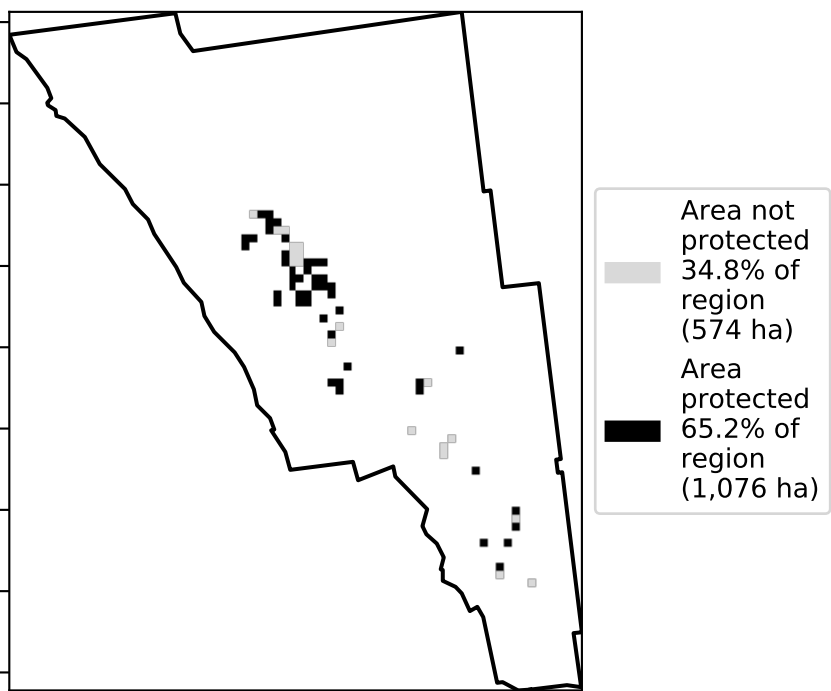 Area not
protected
34.8% of
region
(574 ha)
Area
protected
65.2% of
region
(1,076 ha)